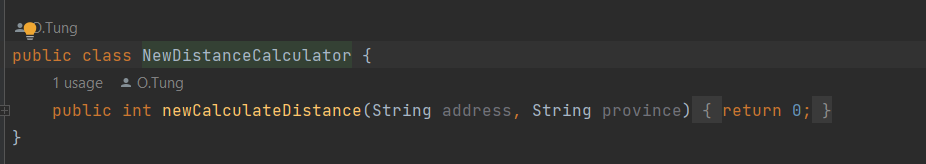 O.Tung
public class NewDistanceCalculator {
1 usage O.Tung
public int newCalculateDistance(String address, String province) { return 0; }
}